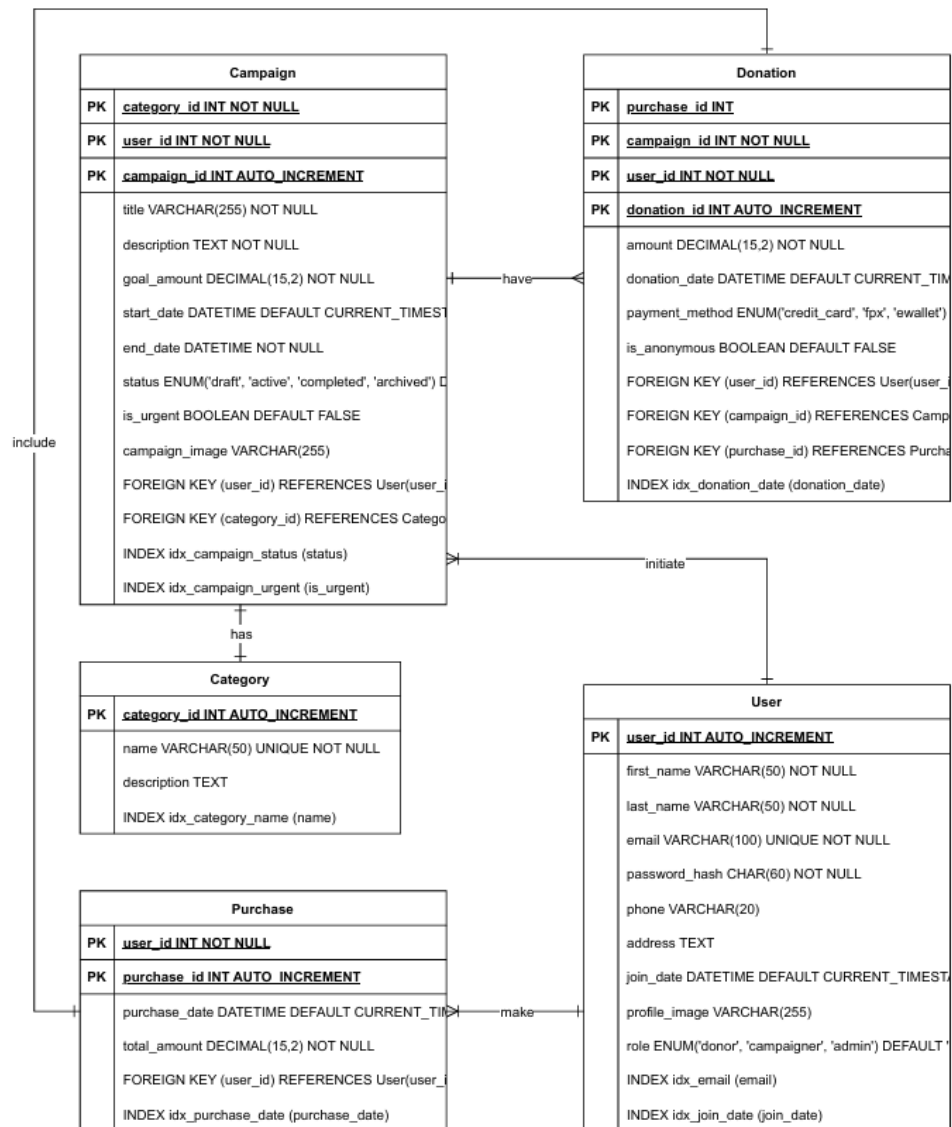 Campaign
PK category_id INT NOT NULL
PK user_id INT NOT NULL
PK campaign_id INT AUTO_INCREMENT
title VARCHAR(255) NOT NULL
description TEXT NOT NULL
goal_amount DECIMAL(15,2) NOT NULL
start_date DATETIME DEFAULT CURRENT_TIMEST
end_date DATETIME NOT NULL
status ENUM('draft', 'active', 'completed', 'archived') D
is_urgent BOOLEAN DEFAULT FALSE
campaign_image VARCHAR(255)
FOREIGN KEY (user_id) REFERENCES User(user_i
FOREIGN KEY (category_id) REFERENCES Catego
INDEX idx_campaign_status (status)
INDEX idx_campaign_urgent (is_urgent)
Donation
PK purchase_id INT
PK campaign_id INT NOT NULL
PK user_id INT NOT NULL
PK donation_id INT AUTO_INCREMENT
amount DECIMAL(15,2) NOT NULL
donation_date DATETIME DEFAULT CURRENT_TIM
payment_method ENUM('credit_card', 'fpx', 'ewallet')
is_anonymous BOOLEAN DEFAULT FALSE
FOREIGN KEY (user_id) REFERENCES User(user_i
FOREIGN KEY (campaign_id) REFERENCES Camp
FOREIGN KEY (purchase_id) REFERENCES Purcha
INDEX idx_donation_date (donation_date)
have
include
initiate
has
Category
PK category_id INT AUTO_INCREMENT
name VARCHAR(50) UNIQUE NOT NULL
description TEXT
INDEX idx_category_name (name)
User
PK user_id INT AUTO_INCREMENT
first_name VARCHAR(50) NOT NULL
last_name VARCHAR(50) NOT NULL
email VARCHAR(100) UNIQUE NOT NULL
password_hash CHAR(60) NOT NULL
phone VARCHAR(20)
address TEXT
join_date DATETIME DEFAULT CURRENT_TIMEST
profile_image VARCHAR(255)
role ENUM('donor', 'campaigner', 'admin') DEFAULT '
INDEX idx_email (email)
INDEX idx_join_date (join_date)
Purchase
PK user_id INT NOT NULL
PK purchase_id INT AUTO_INCREMENT
purchase_date DATETIME DEFAULT CURRENT_TI
total_amount DECIMAL(15,2) NOT NULL
FOREIGN KEY (user_id) REFERENCES User(user_i
INDEX idx_purchase_date (purchase_date)
make